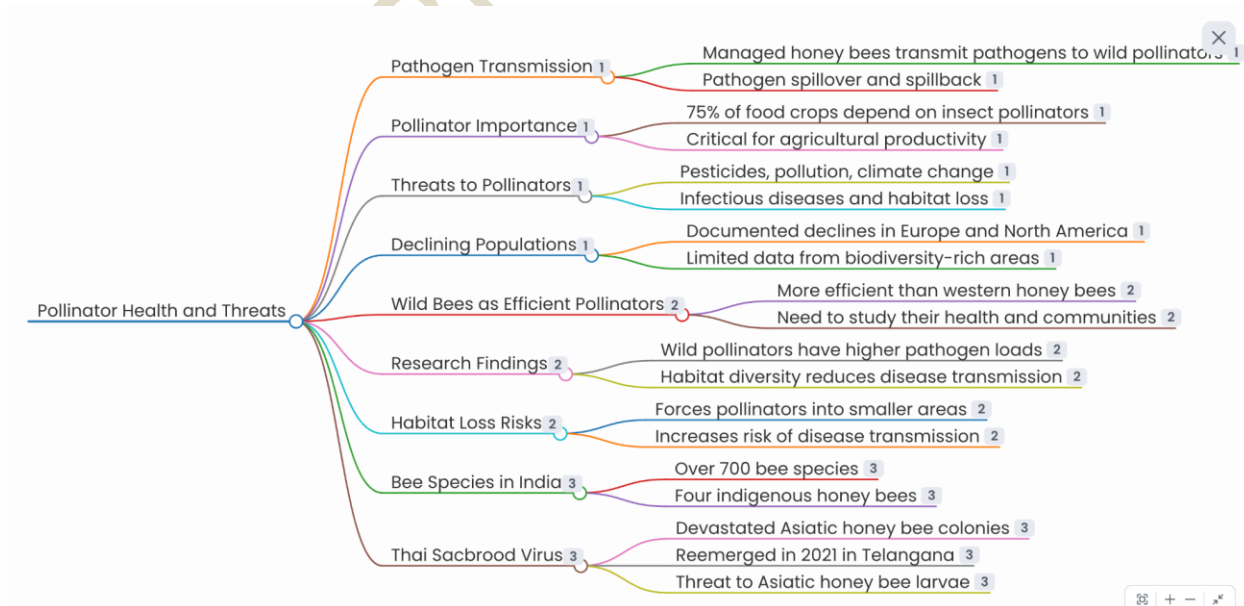 Pollinator Health and Threats
Pathogen Transmission 1
Managed honey bees transmit pathogens to wild pollinators 1
Pathogen spillover and spillback 1
Pollinator Importance 1
75% of food crops depend on insect pollinators 1
Critical for agricultural productivity 1
Threats to Pollinators 1
Pesticides, pollution, climate change 1
Infectious diseases and habitat loss 1
Declining Populations 1
Documented declines in Europe and North America 1
Limited data from biodiversity-rich areas 1
Wild Bees as Efficient Pollinators 2
More efficient than western honey bees 2
Need to study their health and communities 2
Research Findings 2
Wild pollinators have higher pathogen loads 2
Habitat diversity reduces disease transmission 2
Habitat Loss Risks 2
Forces pollinators into smaller areas 2
Increases risk of disease transmission 2
Bee Species in India 3
Over 700 bee species 3
Four indigenous honey bees 3
Thai Sacbrood Virus 3
Devastated Asiatic honey bee colonies 3
Reemerged in 2021 in Telangana 3
Threat to Asiatic honey bee larvae 3